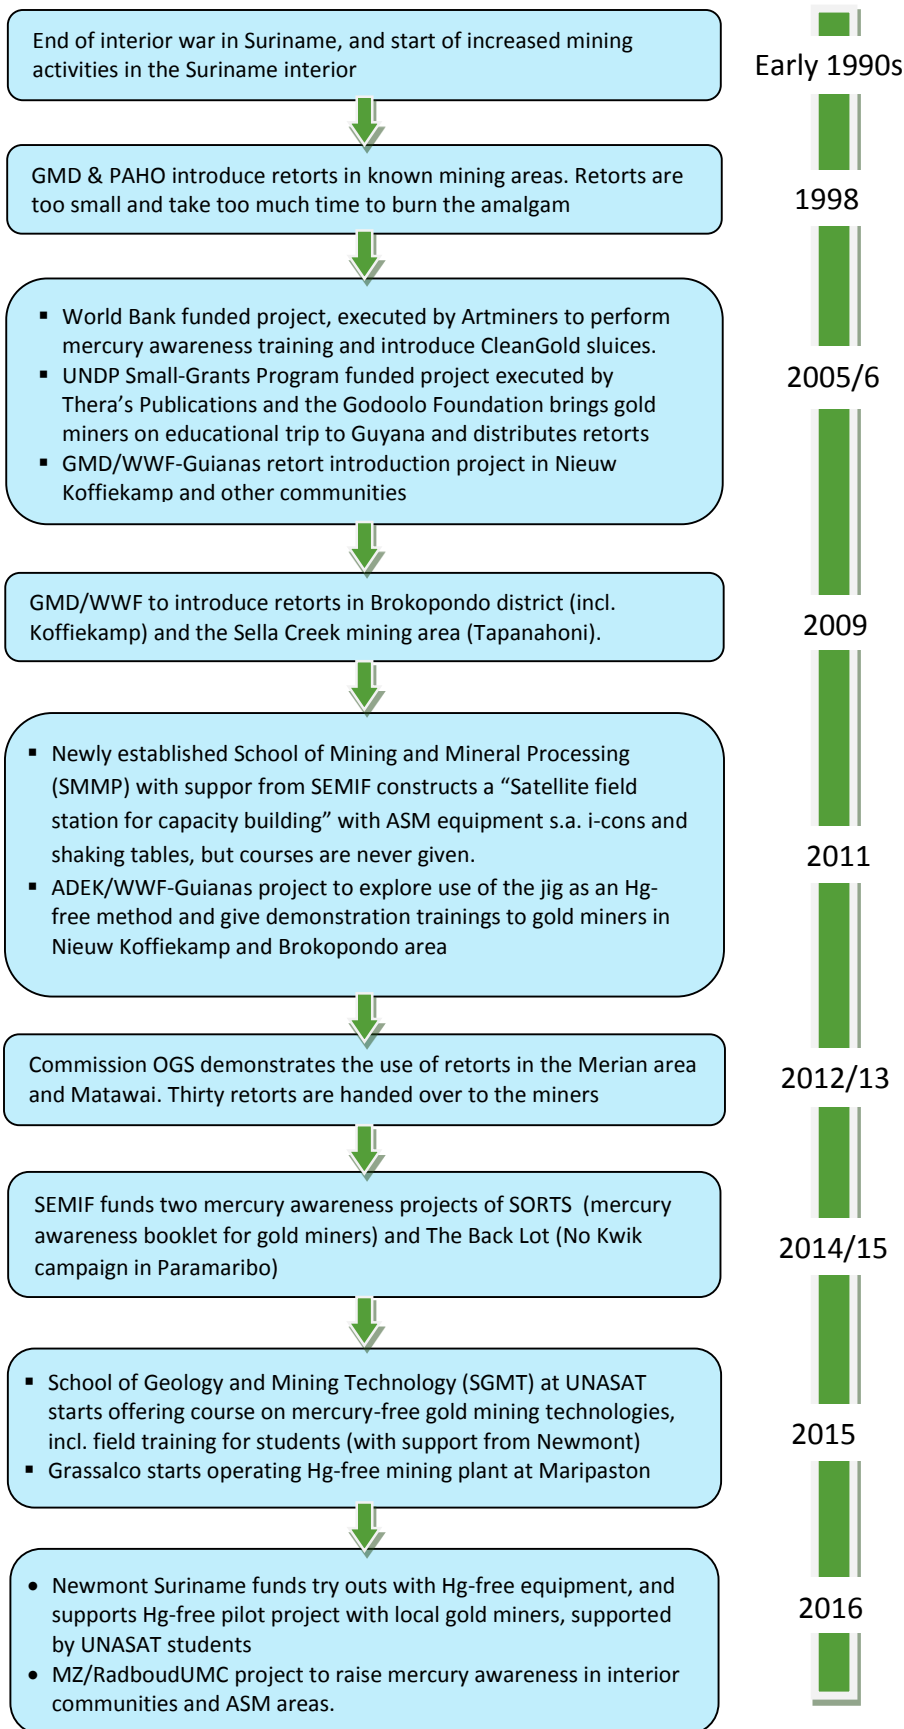 End of interior war in Suriname, and start of increased mining
activities in the Suriname interior
Early 1990s
GMD & PAHO introduce retorts in known mining areas. Retorts are
too small and take too much time to burn the amalgam
1998
▪ World Bank funded project, executed by Artminers to perform
mercury awareness training and introduce CleanGold sluices.
▪ UNDP Small-Grants Program funded project executed by
Thera’s Publications and the Godoolo Foundation brings gold
miners on educational trip to Guyana and distributes retorts
▪ GMD/WWF-Guianas retort introduction project in Nieuw
Koffiekamp and other communities
2005/6
GMD/WWF to introduce retorts in Brokopondo district (incl.
Koffiekamp) and the Sella Creek mining area (Tapanahoni).
2009
▪ Newly established School of Mining and Mineral Processing
(SMMP) with suppor from SEMIF constructs a “Satellite field
station for capacity building” with ASM equipment s.a. i-cons and
shaking tables, but courses are never given.
▪ ADEK/WWF-Guianas project to explore use of the jig as an Hg-
free method and give demonstration trainings to gold miners in
Nieuw Koffiekamp and Brokopondo area
2011
Commission OGS demonstrates the use of retorts in the Merian area
and Matawai. Thirty retorts are handed over to the miners
2012/13
SEMIF funds two mercury awareness projects of SORTS (mercury
awareness booklet for gold miners) and The Back Lot (No Kwik
campaign in Paramaribo)
2014/15
▪ School of Geology and Mining Technology (SGMT) at UNASAT
starts offering course on mercury-free gold mining technologies,
incl. field training for students (with support from Newmont)
▪ Grassalco starts operating Hg-free mining plant at Maripaston
2015
• Newmont Suriname funds try outs with Hg-free equipment, and
supports Hg-free pilot project with local gold miners, supported
by UNASAT students
• MZ/RadboudUMC project to raise mercury awareness in interior
communities and ASM areas.
2016